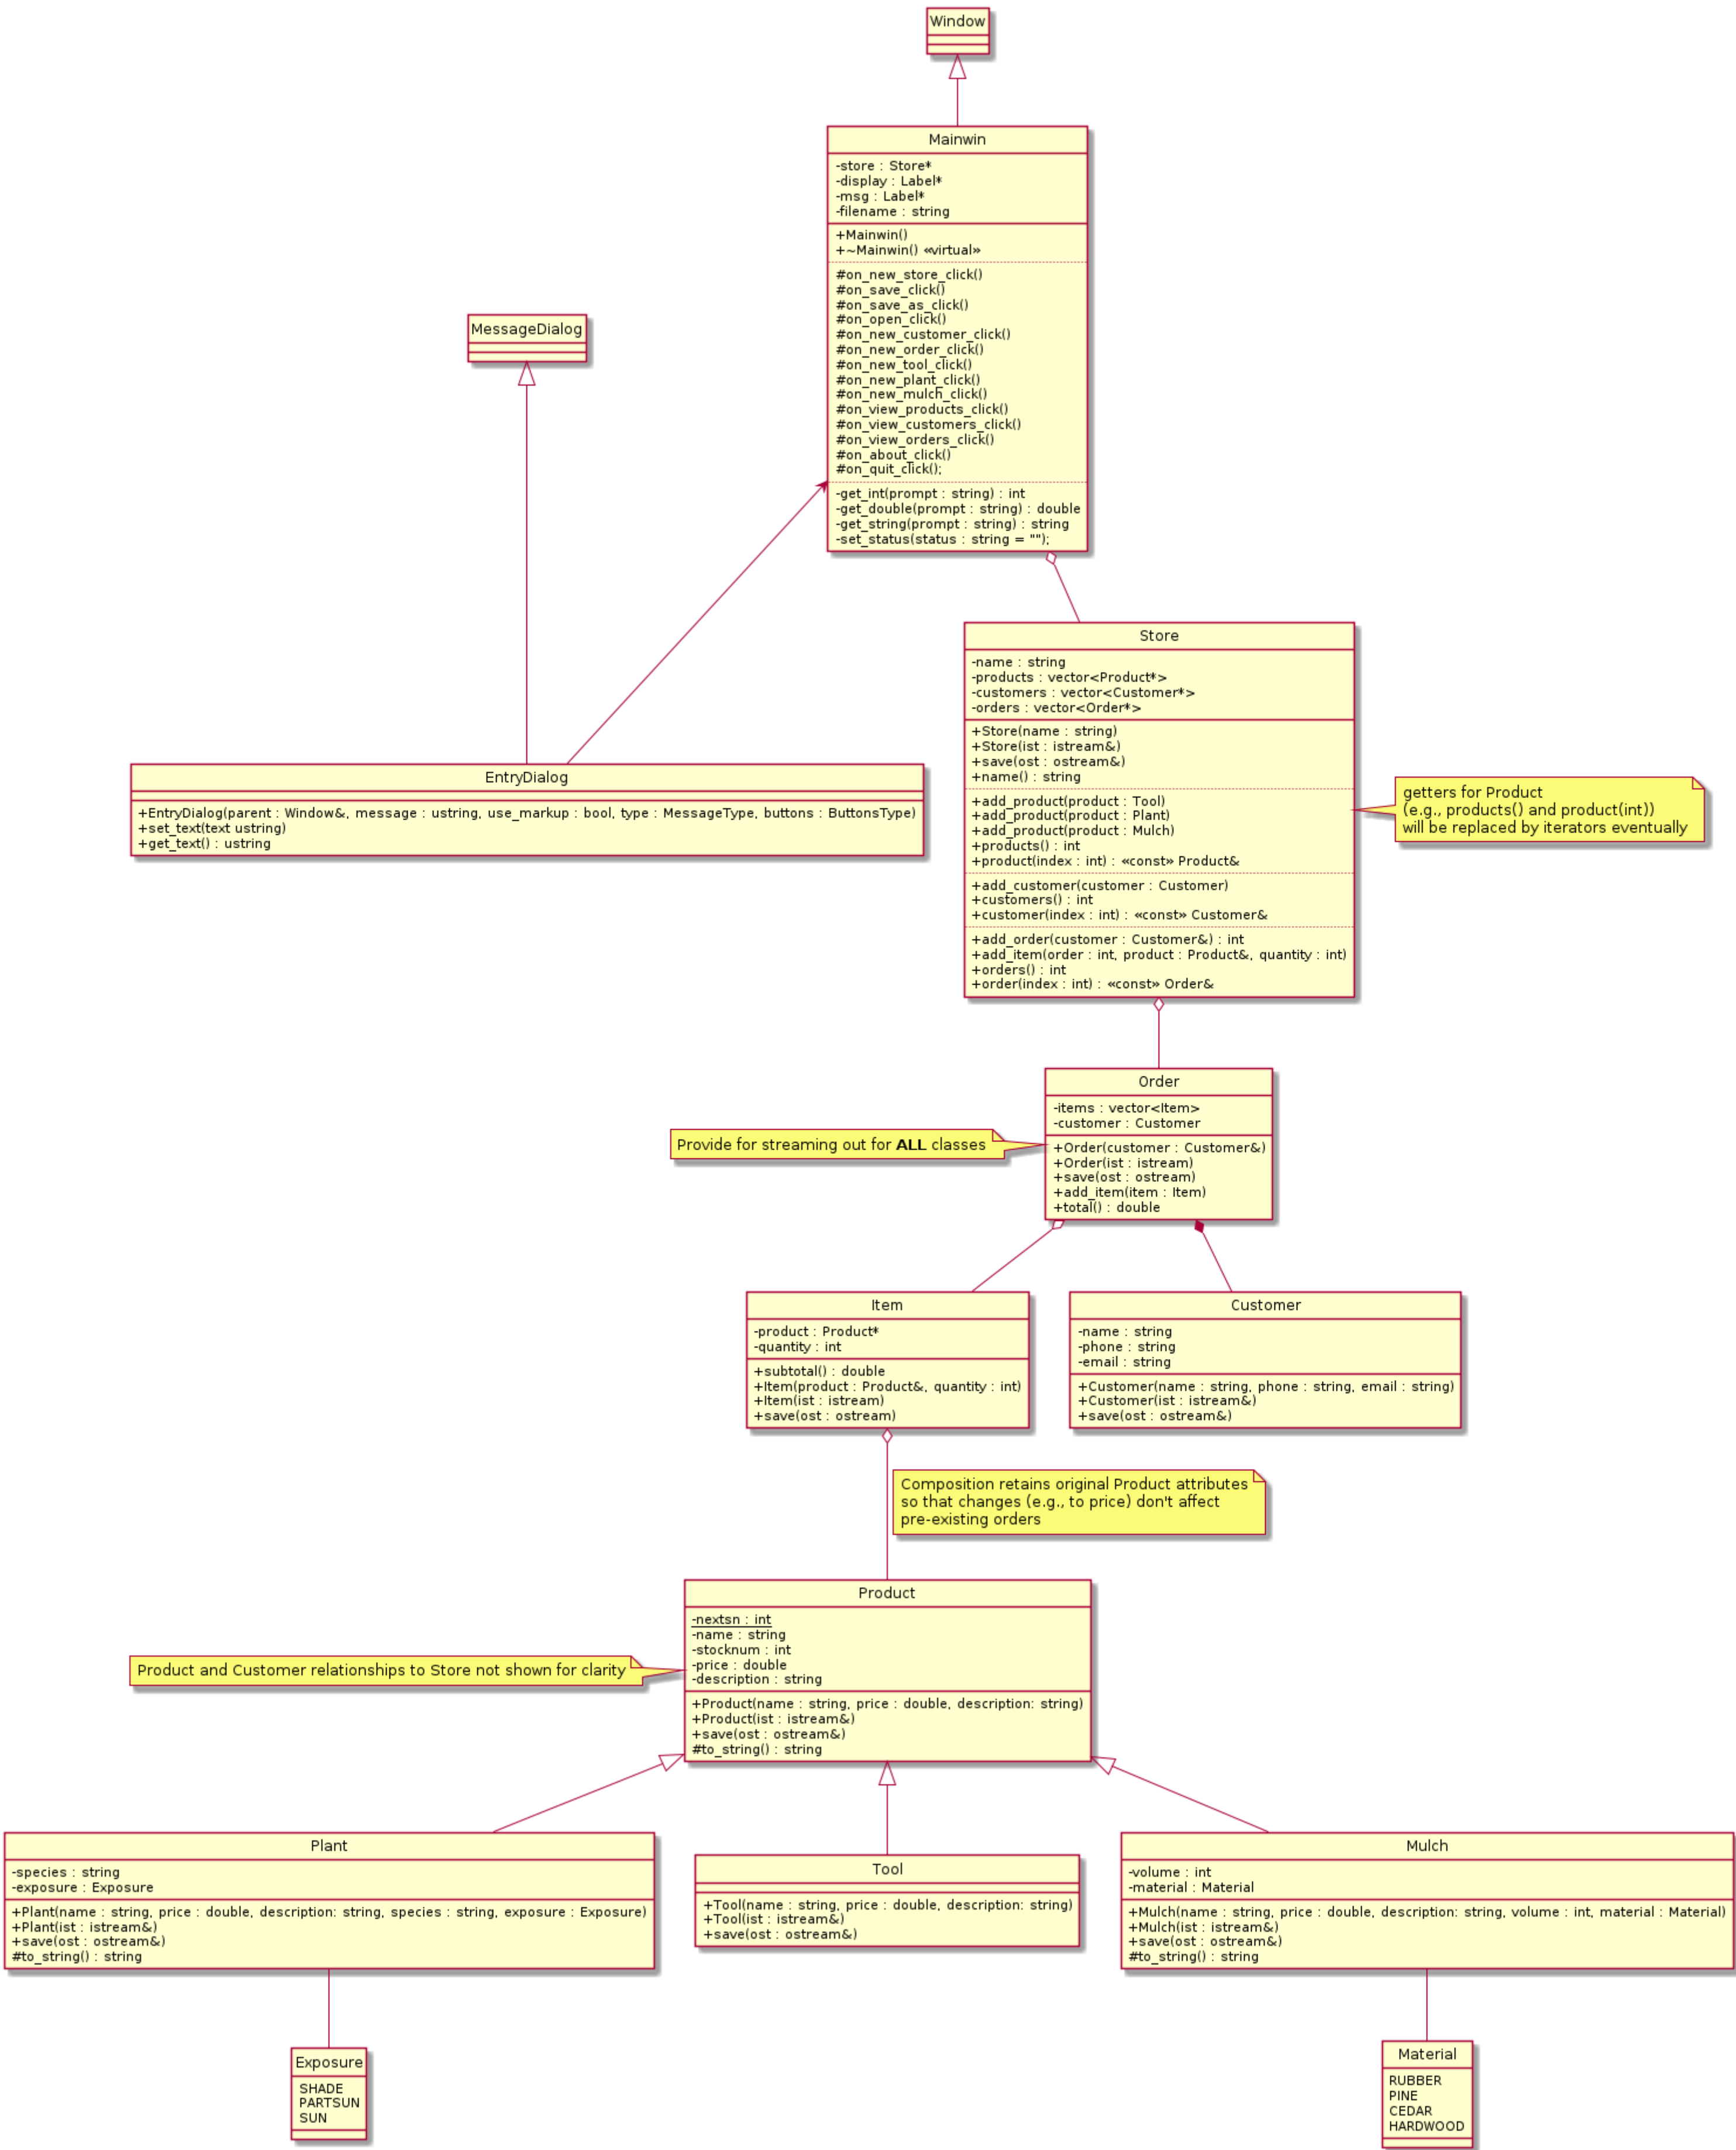 Window
Mainwin
-store : Store*
-display : Label*
-msg : Label*
-filename : string
+Mainwin()
+~Mainwin() «virtual»
#on_new_store_click()
#on_save_click()
#on_save_as_click()
#on_open_click()
#on_new_customer_click()
#on_new_order_click()
#on_new_tool_click()
#on_new_plant_click()
#on_new_mulch_click()
#on_view_products_click()
#on_view_customers_click()
#on_view_orders_click()
#on_about_click()
#on_quit_click();
-get_int(prompt : string) : int
-get_double(prompt : string) : double
-get_string(prompt : string) : string
-set_status(status : string = "");
MessageDialog
EntryDialog
+EntryDialog(parent : Window&, message : ustring, use_markup : bool, type : MessageType, buttons : ButtonsType)
+set_text(text ustring)
+get_text() : ustring
Store
-name : string
-products : vector<Product*>
-customers : vector<Customer*>
-orders : vector<Order*>
+Store(name : string)
+Store(ist : istream&)
+save(ost : ostream&)
+name() : string
+add_product(product : Tool)
+add_product(product : Plant)
+add_product(product : Mulch)
+products() : int
+product(index : int) : «const» Product&
+add_customer(customer : Customer)
+customers() : int
+customer(index : int) : «const» Customer&
+add_order(customer : Customer&) : int
+add_item(order : int, product : Product&, quantity : int)
+orders() : int
+order(index : int) : «const» Order&
getters for Product
(e.g., products() and product(int))
will be replaced by iterators eventually
Order
-items : vector<Item>
-customer : Customer
+Order(customer : Customer&)
+Order(ist : istream)
+save(ost : ostream)
+add_item(item : Item)
+total() : double
Provide for streaming out for ALL classes
Item
-product : Product*
-quantity : int
+subtotal() : double
+Item(product : Product&, quantity : int)
+Item(ist : istream)
+save(ost : ostream)
Customer
-name : string
-phone : string
-email : string
+Customer(name : string, phone : string, email : string)
+Customer(ist : istream&)
+save(ost : ostream&)
Composition retains original Product attributes
so that changes (e.g., to price) don't affect
pre-existing orders
Product
-nextsn : int
-name : string
-stocknum : int
-price : double
-description : string
+Product(name : string, price : double, description: string)
+Product(ist : istream&)
+save(ost : ostream&)
#to_string() : string
Product and Customer relationships to Store not shown for clarity
Plant
-species : string
-exposure : Exposure
+Plant(name : string, price : double, description: string, species : string, exposure : Exposure)
+Plant(ist : istream&)
+save(ost : ostream&)
#to_string() : string
Tool
+Tool(name : string, price : double, description: string)
+Tool(ist : istream&)
+save(ost : ostream&)
Mulch
-volume : int
-material : Material
+Mulch(name : string, price : double, description: string, volume : int, material : Material)
+Mulch(ist : istream&)
+save(ost : ostream&)
#to_string() : string
Exposure
SHADE
PARTSUN
SUN
Material
RUBBER
PINE
CEDAR
HARDWOOD